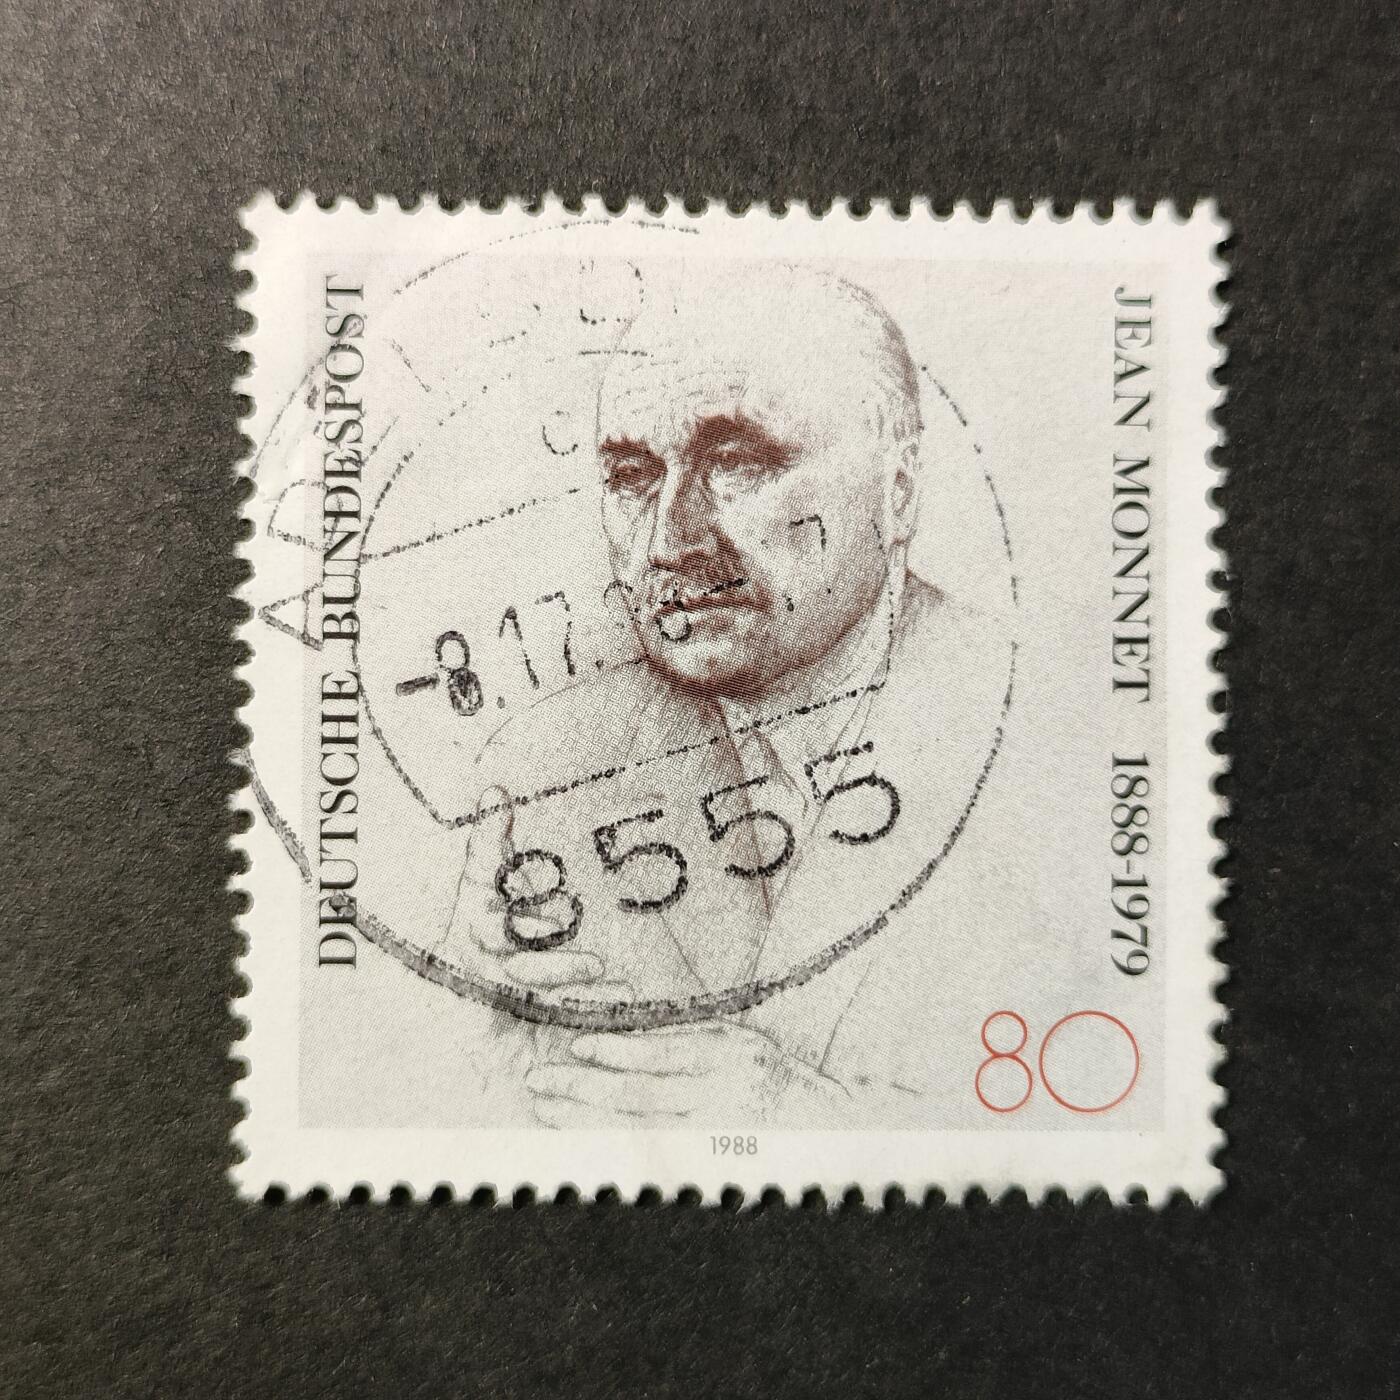 DEUTSCHE BUNDESPOST
JEAN MONNET 1888-1979
8555
80
1988